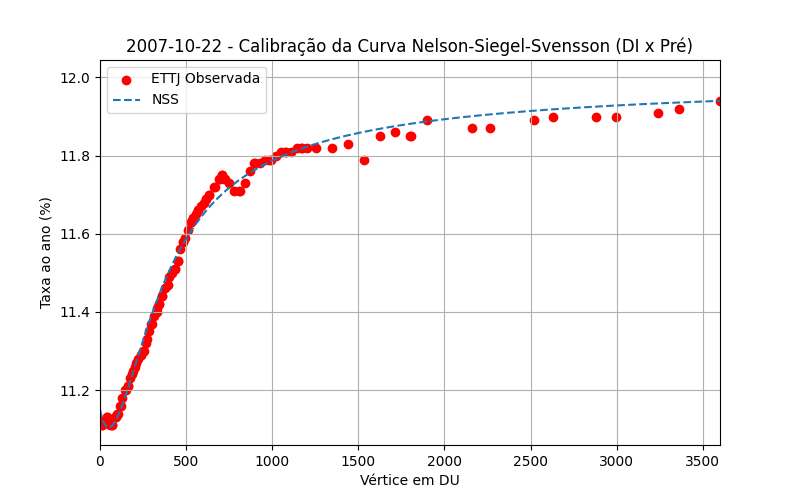 2007-10-22 - Calibração da Curva Nelson-Siegel-Svensson (DI x Pré)
ETTJ Observada
NSS
Taxa ao ano (%)
12.0
11.8
11.6
11.4
11.2
0 500 1000 1500 2000 2500 3000 3500
Vértice em DU